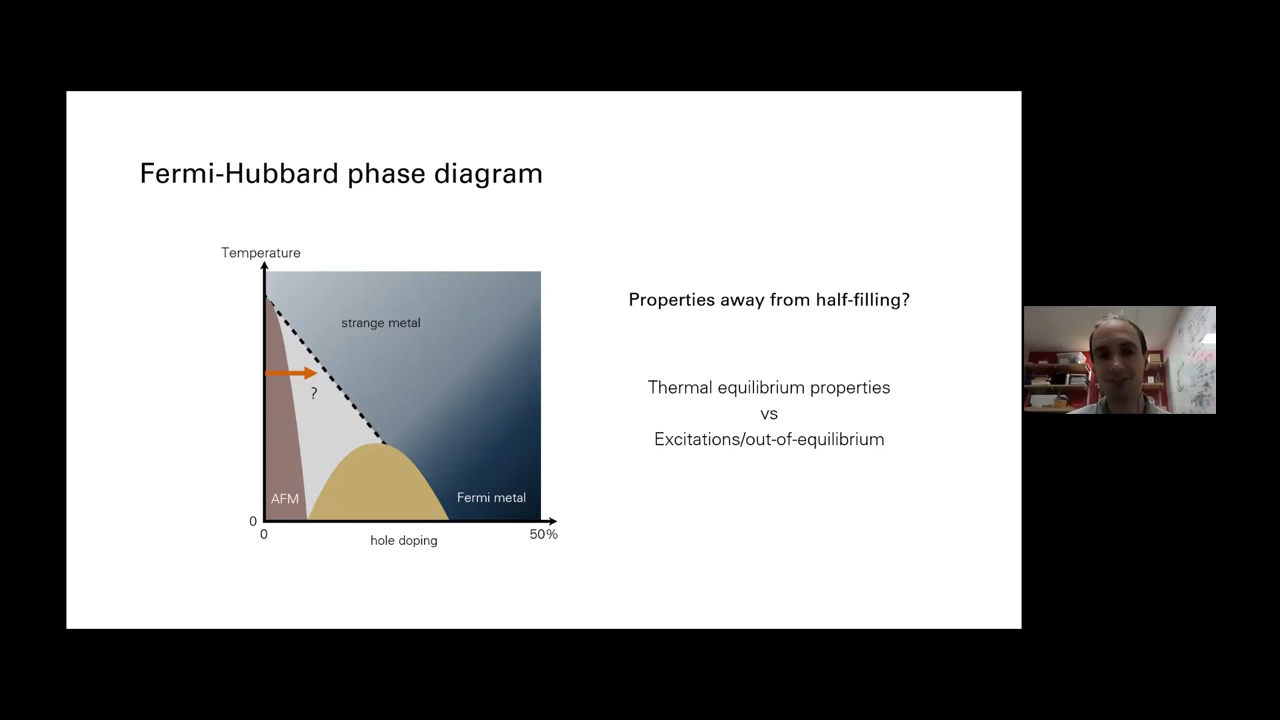 Fermi-Hubbard phase diagram
Temperature
strange metal
?
AFM
Fermi metal
0
0
hole doping
50%
Properties away from half-filling?
Thermal equilibrium properties
vs
Excitations/out-of-equilibrium